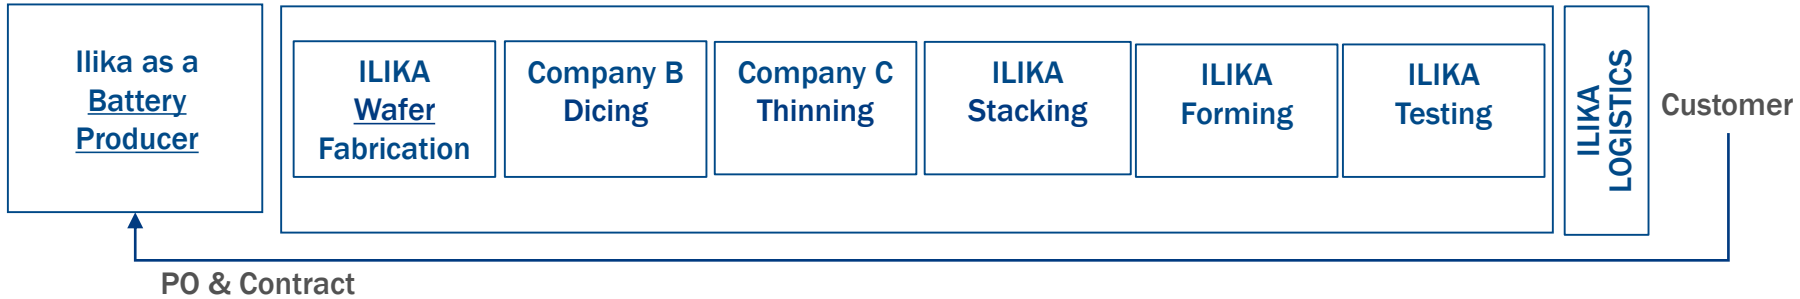 Ilika as a
Battery
Producer
ILIKA
Wafer
Fabrication
Company B
Dicing
Company C
Thinning
ILIKA
Stacking
ILIKA
Forming
ILIKA
Testing
ILIKA
LOGISTICS
Customer
PO & Contract